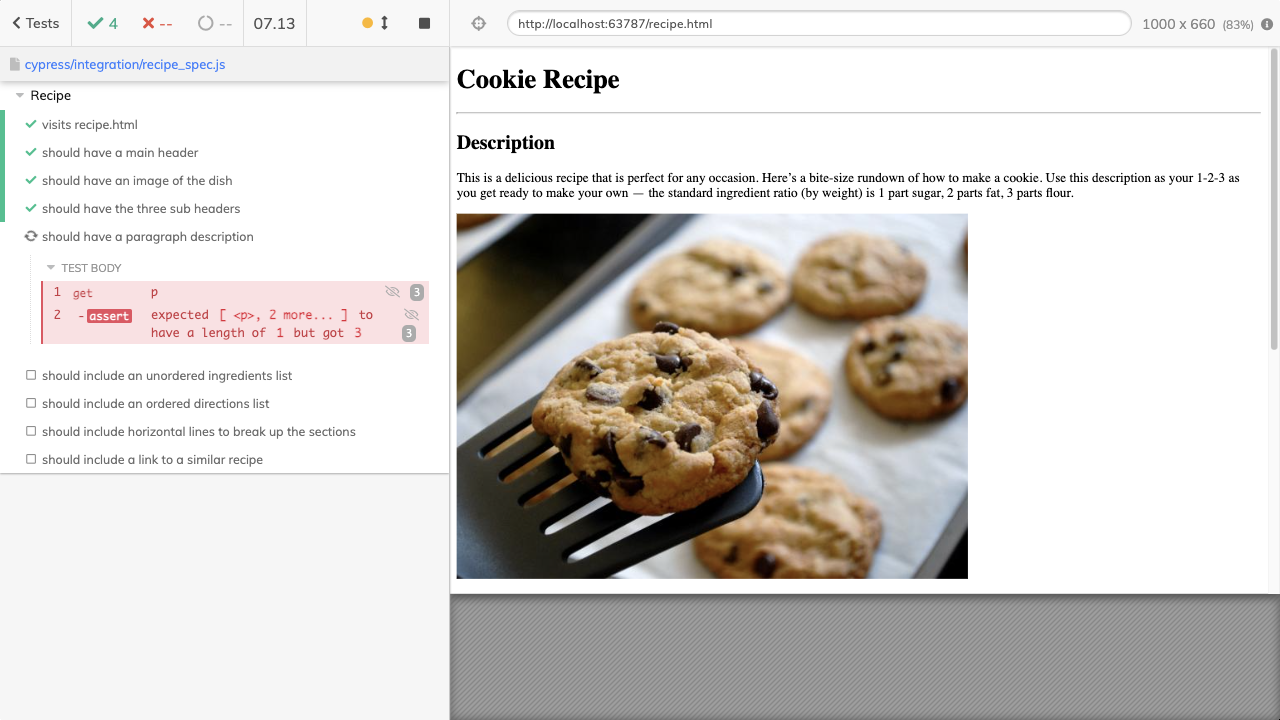 Tests
4
--
--
07.13
http://localhost:63787/recipe.html
1000 x 660 (83%)
cypress/integration/recipe_spec.js
Recipe
visits recipe.html
should have a main header
should have an image of the dish
should have the three sub headers
should have a paragraph description
TEST BODY
1 get p 3
2 -assert expected [ <p>, 2 more... ] to
have a length of 1 but got 3 3
should include an unordered ingredients list
should include an ordered directions list
should include horizontal lines to break up the sections
should include a link to a similar recipe
Cookie Recipe
Description
This is a delicious recipe that is perfect for any occasion. Here's a bite-size rundown of how to make a cookie. Use this description as your 1-2-3 as
you get ready to make your own — the standard ingredient ratio (by weight) is 1 part sugar, 2 parts fat, 3 parts flour.